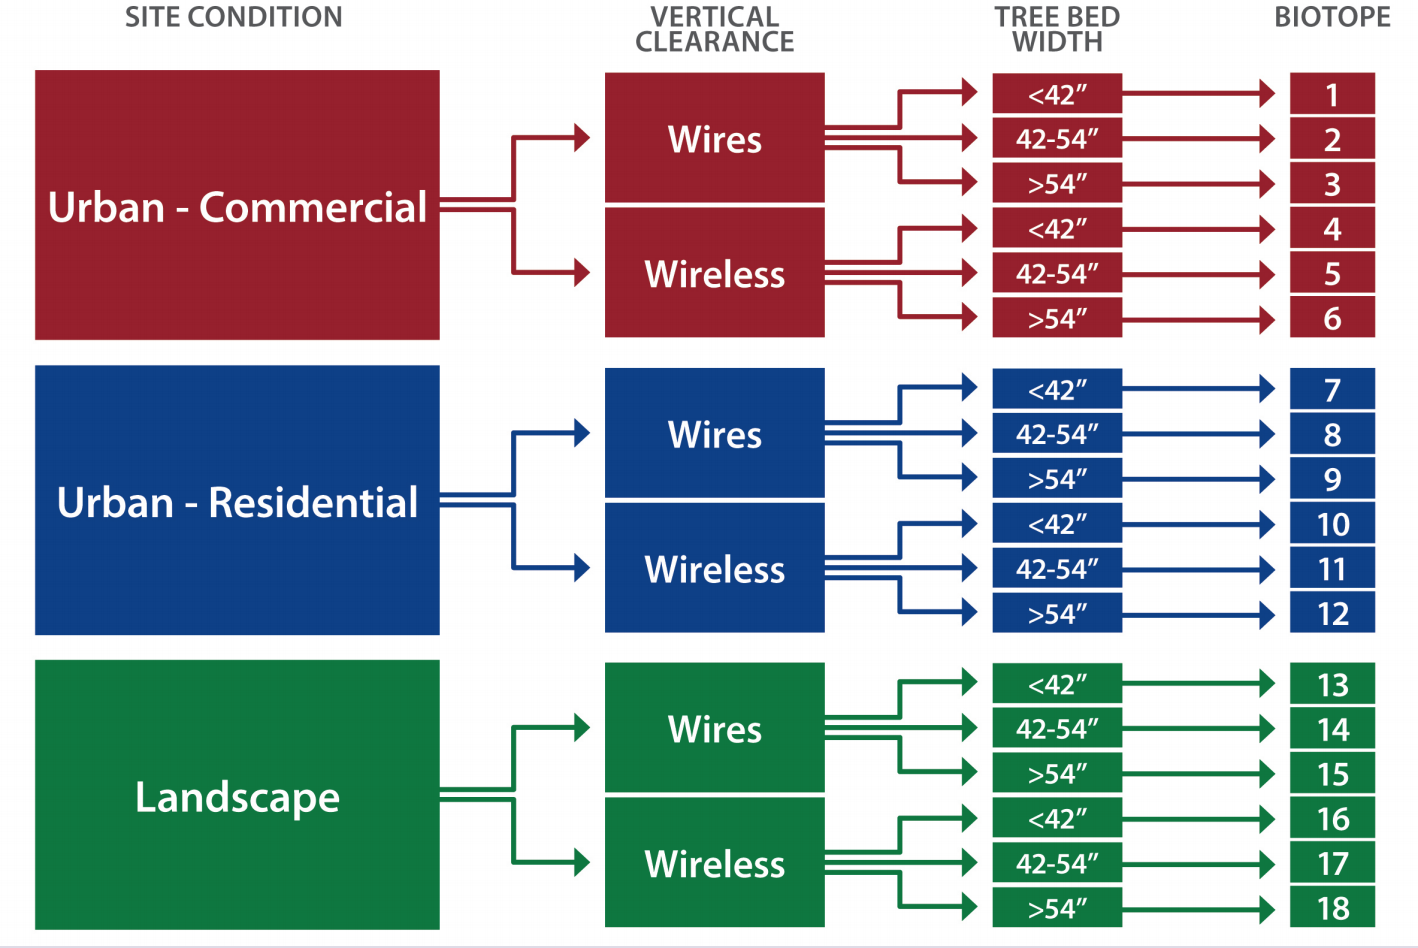 SITE CONDITION
VERTICAL
CLEARANCE
TREE BED
WIDTH
BIOTOPE
Urban - Commercial
Wires
<42”
1
42-54”
2
>54”
3
Wireless
<42”
4
42-54”
5
>54”
6
Urban - Residential
Wires
<42”
7
42-54”
8
>54”
9
Wireless
<42”
10
42-54”
11
>54”
12
Landscape
Wires
<42”
13
42-54”
14
>54”
15
Wireless
<42”
16
42-54”
17
>54”
18